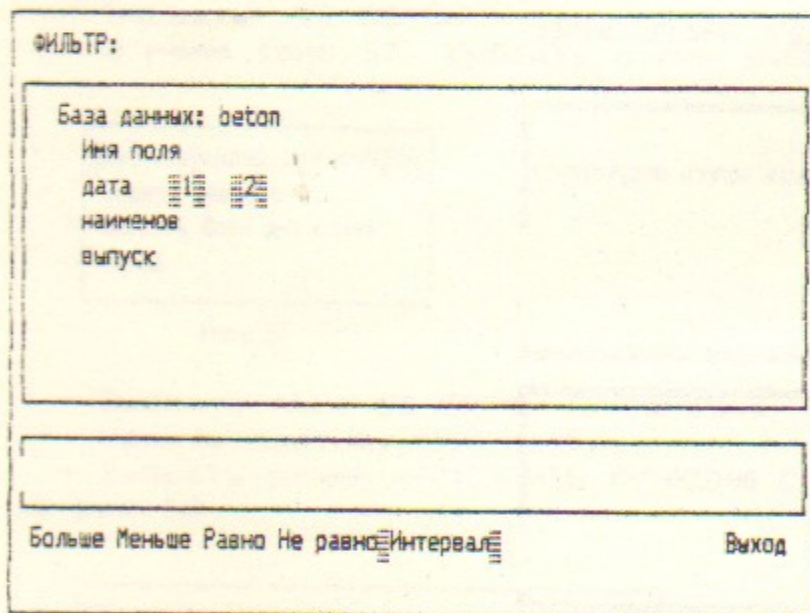 ФИЛЬТР:
База данных: beton
Имя поля
дата 1 2
наименов
выпуск
Больше Меньше Равно Не равно Интервал Выход